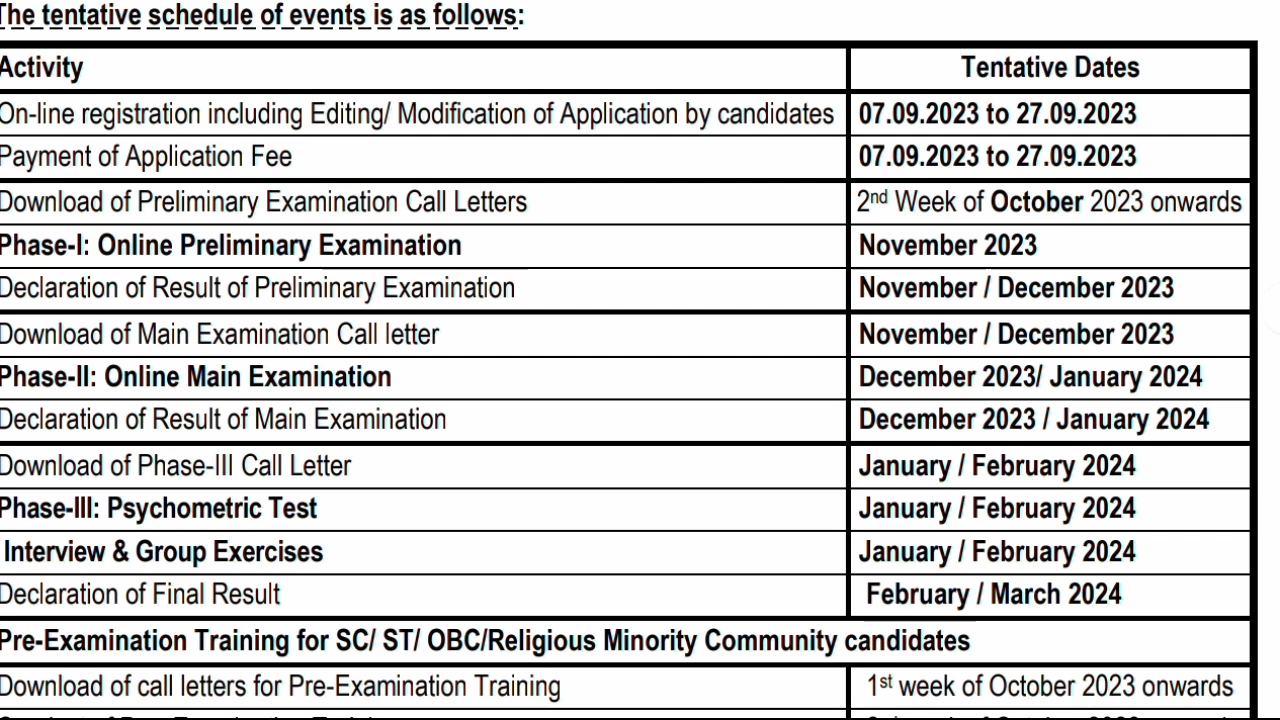 The tentative schedule of events is as follows:
Activity Tentative Dates
On-line registration including Editing/ Modification of Application by candidates 07.09.2023 to 27.09.2023
Payment of Application Fee 07.09.2023 to 27.09.2023
Download of Preliminary Examination Call Letters 2nd Week of October 2023 onwards
Phase-I: Online Preliminary Examination November 2023
Declaration of Result of Preliminary Examination November / December 2023
Download of Main Examination Call letter November / December 2023
Phase-II: Online Main Examination December 2023/ January 2024
Declaration of Result of Main Examination December 2023 / January 2024
Download of Phase-III Call Letter January / February 2024
Phase-III: Psychometric Test January / February 2024
Interview & Group Exercises January / February 2024
Declaration of Final Result February / March 2024
Pre-Examination Training for SC/ ST/ OBC/Religious Minority Community candidates
Download of call letters for Pre-Examination Training 1st week of October 2023 onwards